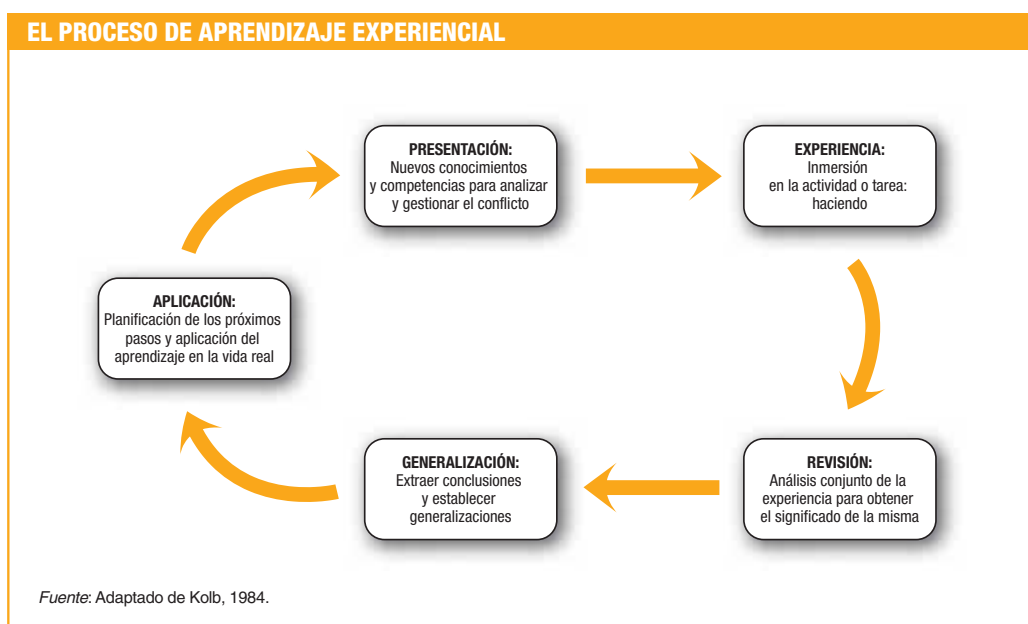 EL PROCESO DE APRENDIZAJE EXPERIENCIAL
PRESENTACIÓN:
Nuevos conocimientos
y competencias para analizar
y gestionar el conflicto
EXPERIENCIA:
Inmersión
en la actividad o tarea:
haciendo
APLICACIÓN:
Planificación de los próximos
pasos y aplicación del
aprendizaje en la vida real
GENERALIZACIÓN:
Extraer conclusiones
y establecer
generalizaciones
REVISIÓN:
Análisis conjunto de la
experiencia para obtener
el significado de la misma
Fuente: Adaptado de Kolb, 1984.